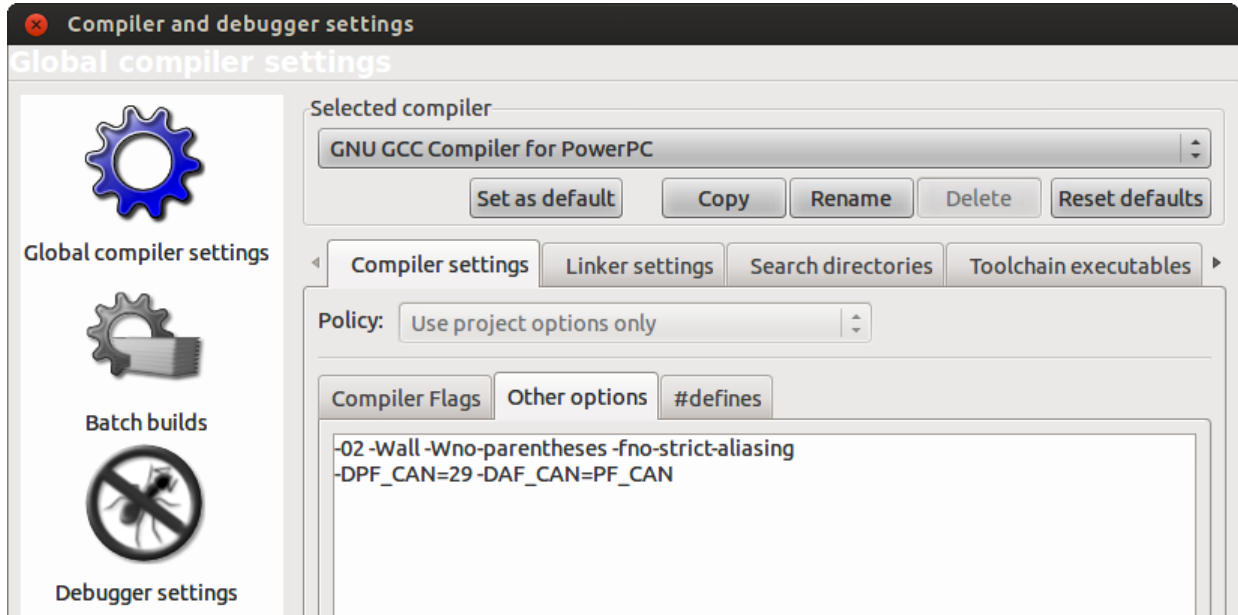 Compiler and debugger settings
Global compiler settings
Global compiler settings
Batch builds
Debugger settings
Selected compiler
GNU GCC Compiler for PowerPC
Set as default Copy Rename Delete Reset defaults
Compiler settings Linker settings Search directories Toolchain executables
Policy: Use project options only
Compiler Flags Other options #defines
-02 -Wall -Wno-parentheses -fno-strict-aliasing
-DPF_CAN=29 -DAF_CAN=PF_CAN